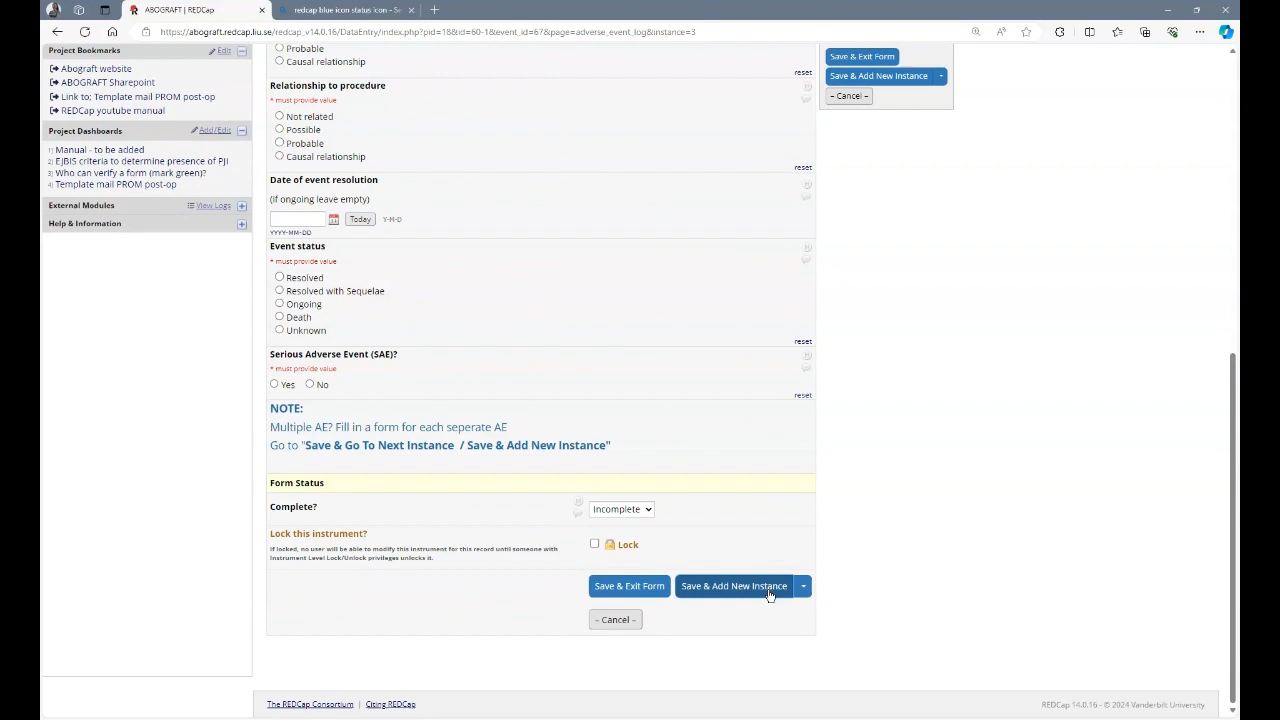 ABOGRAFT | REDCap
redcap blue icon status icon - Se
https://abograft.redcap.liu.se/redcap_v14.0.16/DataEntry/index.php?pid=18&id=60-1&event_id=67&page=adverse_event_log&instance=3
Project Bookmarks
Edit
Abograft website
ABOGRAFT Sharepoint
Link to; Template mail PROM post-op
REDCap youtube manual
Project Dashboards
Add/Edit
1) Manual - to be added
2) EJBIS criteria to determine presence of PJI
3) Who can verify a form (mark green)?
4) Template mail PROM post-op
External Modules
View Logs
Help & Information
Probable
Causal relationship
reset
Relationship to procedure
* must provide value
Not related
Possible
Probable
Causal relationship
reset
Date of event resolution
(If ongoing leave empty)
Today
Y-M-D
YYYY-MM-DD
Event status
* must provide value
Resolved
Resolved with Sequelae
Ongoing
Death
Unknown
reset
Serious Adverse Event (SAE)?
* must provide value
Yes
No
reset
NOTE:
Multiple AE? Fill in a form for each seperate AE
Go to "Save & Go To Next Instance / Save & Add New Instance"
Form Status
Complete?
Incomplete
Lock this instrument?
If locked, no user will be able to modify this instrument for this record until someone with
Instrument Level Lock/Unlock privileges unlocks it.
Lock
Save & Exit Form
Save & Add New Instance
– Cancel –
Save & Exit Form
Save & Add New Instance
– Cancel –
The REDCap Consortium | Citing REDCap
REDCap 14.0.16 - © 2024 Vanderbilt University